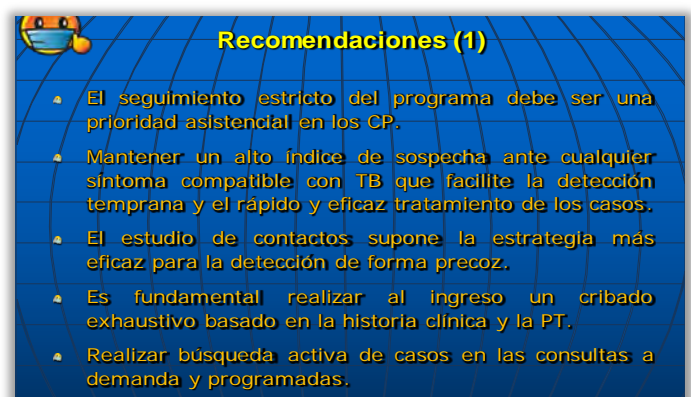 Recomendaciones (1)
El seguimiento estricto del programa debe ser una
prioridad asistencial en los CP.
Mantener un alto índice de sospecha ante cualquier
síntoma compatible con TB que facilite la detección
temprana y el rápido y eficaz tratamiento de los casos.
El estudio de contactos supone la estrategia más
eficaz para la detección de forma precoz.
Es fundamental realizar al ingreso un cribado
exhaustivo basado en la historia clínica y la PT.
Realizar búsqueda activa de casos en las consultas a
demanda y programadas.